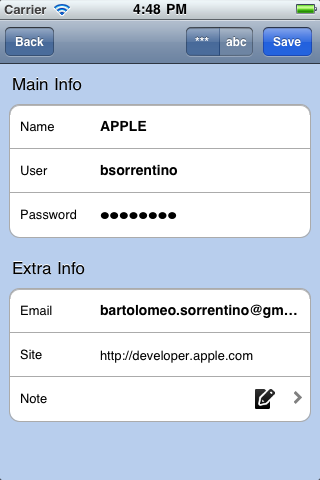 Carrier 4:48 PM
Back *** abc Save
Main Info
Name APPLE
User bsorrentino
Password ●●●●●●●●
Extra Info
Email bartolomeo.sorrentino@gm...
Site http://developer.apple.com
Note